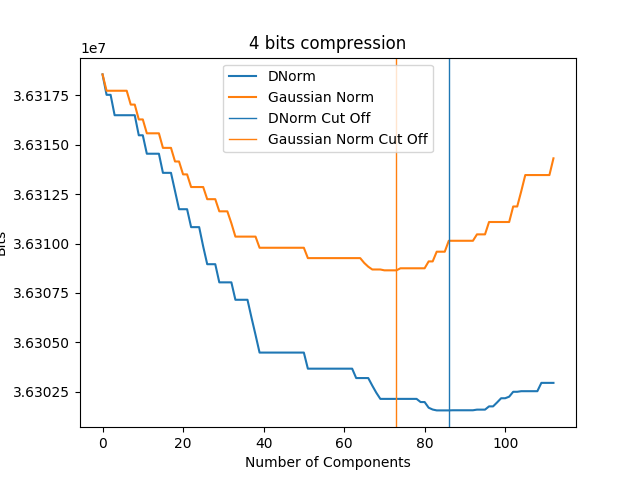 4 bits compression
1e7
DNorm
Gaussian Norm
DNorm Cut Off
Gaussian Norm Cut Off
3.63175
3.63150
3.63125
3.63100
3.63075
3.63050
3.63025
0 20 40 60 80 100
Number of Components